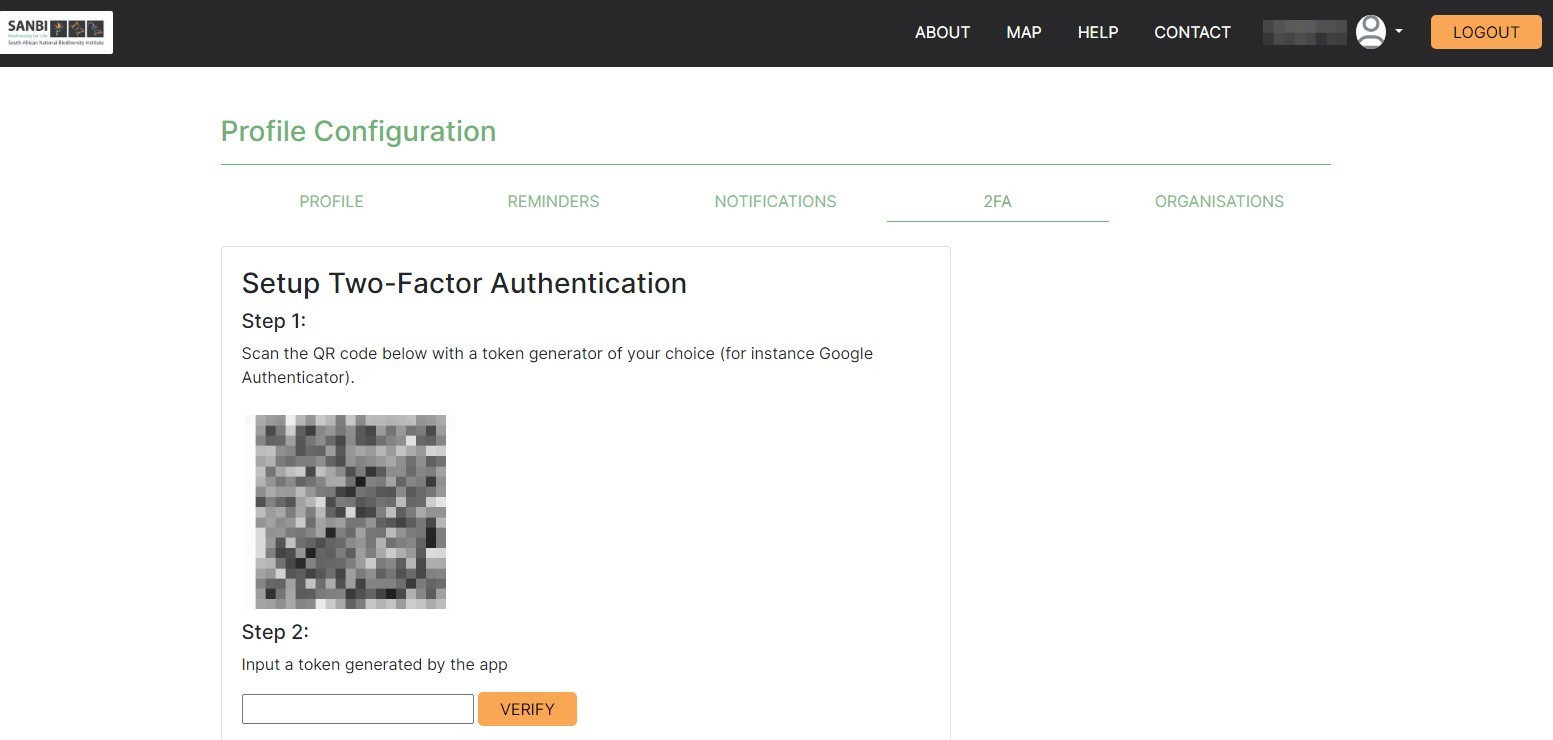 SANBI
Biodiversity for Life
South African National Biodiversity Institute
ABOUT
MAP
HELP
CONTACT
LOGOUT
Profile Configuration
PROFILE
REMINDERS
NOTIFICATIONS
2FA
ORGANISATIONS
Setup Two-Factor Authentication
Step 1:
Scan the QR code below with a token generator of your choice (for instance Google
Authenticator).
Step 2:
Input a token generated by the app
VERIFY